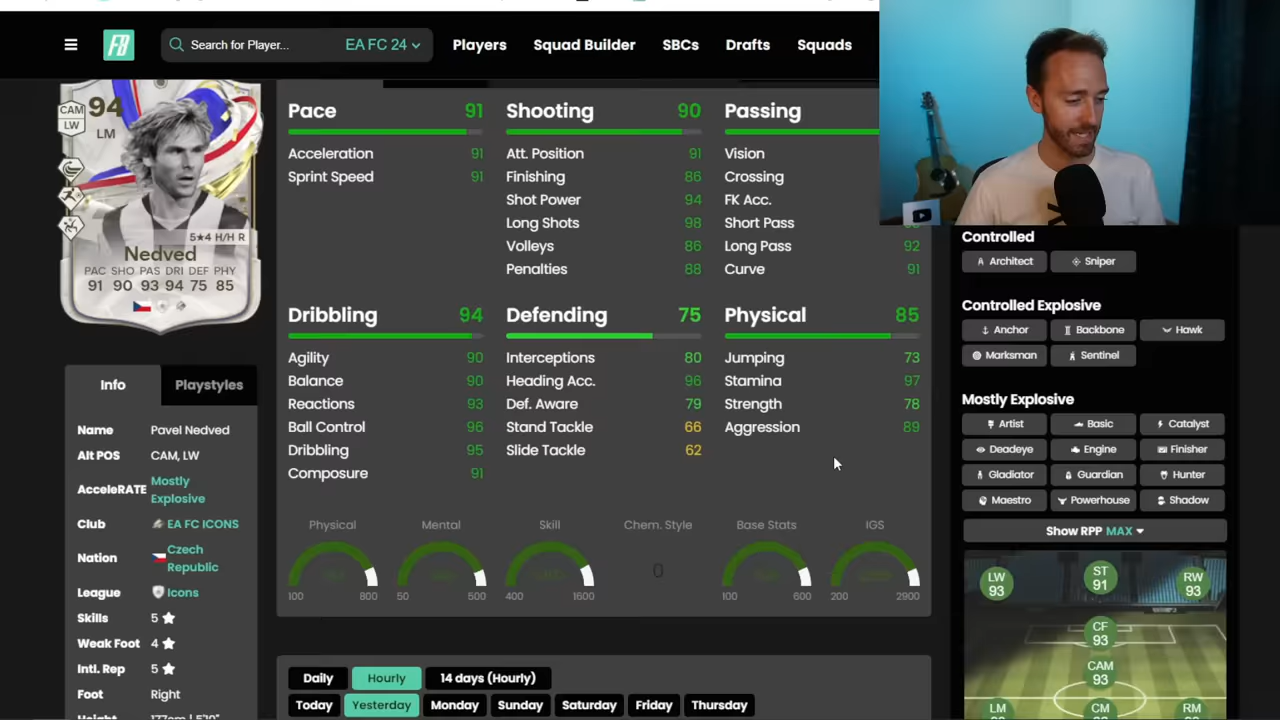 FB
Search for Player...
EA FC 24
Players
Squad Builder
SBCs
Drafts
Squads
94
LM
CAM
LW
5★4 H/H R
Nedved
PAC SHO PAS DRI DEF PHY
91 90 93 94 75 85
Info
Playstyles
Name Pavel Nedved
Alt POS CAM, LW
AcceleRATE Mostly Explosive
Club EA FC ICONS
Nation Czech Republic
League Icons
Skills 5 ★
Weak Foot 4 ★
Intl. Rep 5 ★
Foot Right
Height 177cm | 5'10"
Pace 91
Acceleration 91
Sprint Speed 91
Shooting 90
Att. Position 91
Finishing 86
Shot Power 94
Long Shots 98
Volleys 86
Penalties 88
Passing
Vision
Crossing
FK Acc.
Short Pass
Long Pass 92
Curve 91
Dribbling 94
Agility 90
Balance 90
Reactions 93
Ball Control 96
Dribbling 95
Composure 91
Defending 75
Interceptions 80
Heading Acc. 96
Def. Aware 79
Stand Tackle 66
Slide Tackle 62
Physical 85
Jumping 73
Stamina 97
Strength 78
Aggression 89
Physical
100 800
Mental
50 500
Skill
400 1600
Chem. Style
0
Base Stats
100 600
IGS
200 2900
Daily
Hourly
14 days (Hourly)
Today
Yesterday
Monday
Sunday
Saturday
Friday
Thursday
Controlled
Architect
Sniper
Controlled Explosive
Anchor
Backbone
Hawk
Marksman
Sentinel
Mostly Explosive
Artist
Basic
Catalyst
Deadeye
Engine
Finisher
Gladiator
Guardian
Hunter
Maestro
Powerhouse
Shadow
Show RPP MAX
LW
93
ST
91
RW
93
CF
93
CAM
93
LM
CM
RM